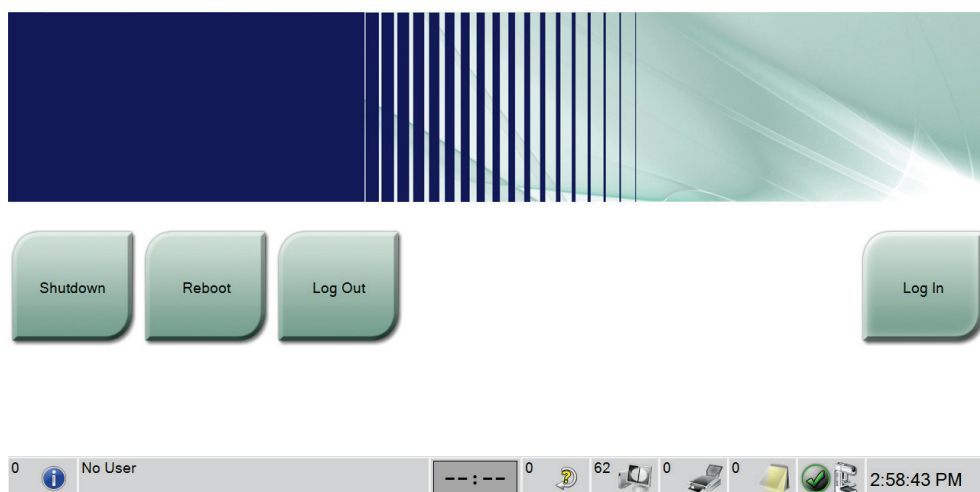 Shutdown
Reboot
Log Out
Log In
0
No User
--:--
0
62
0
0
2:58:43 PM